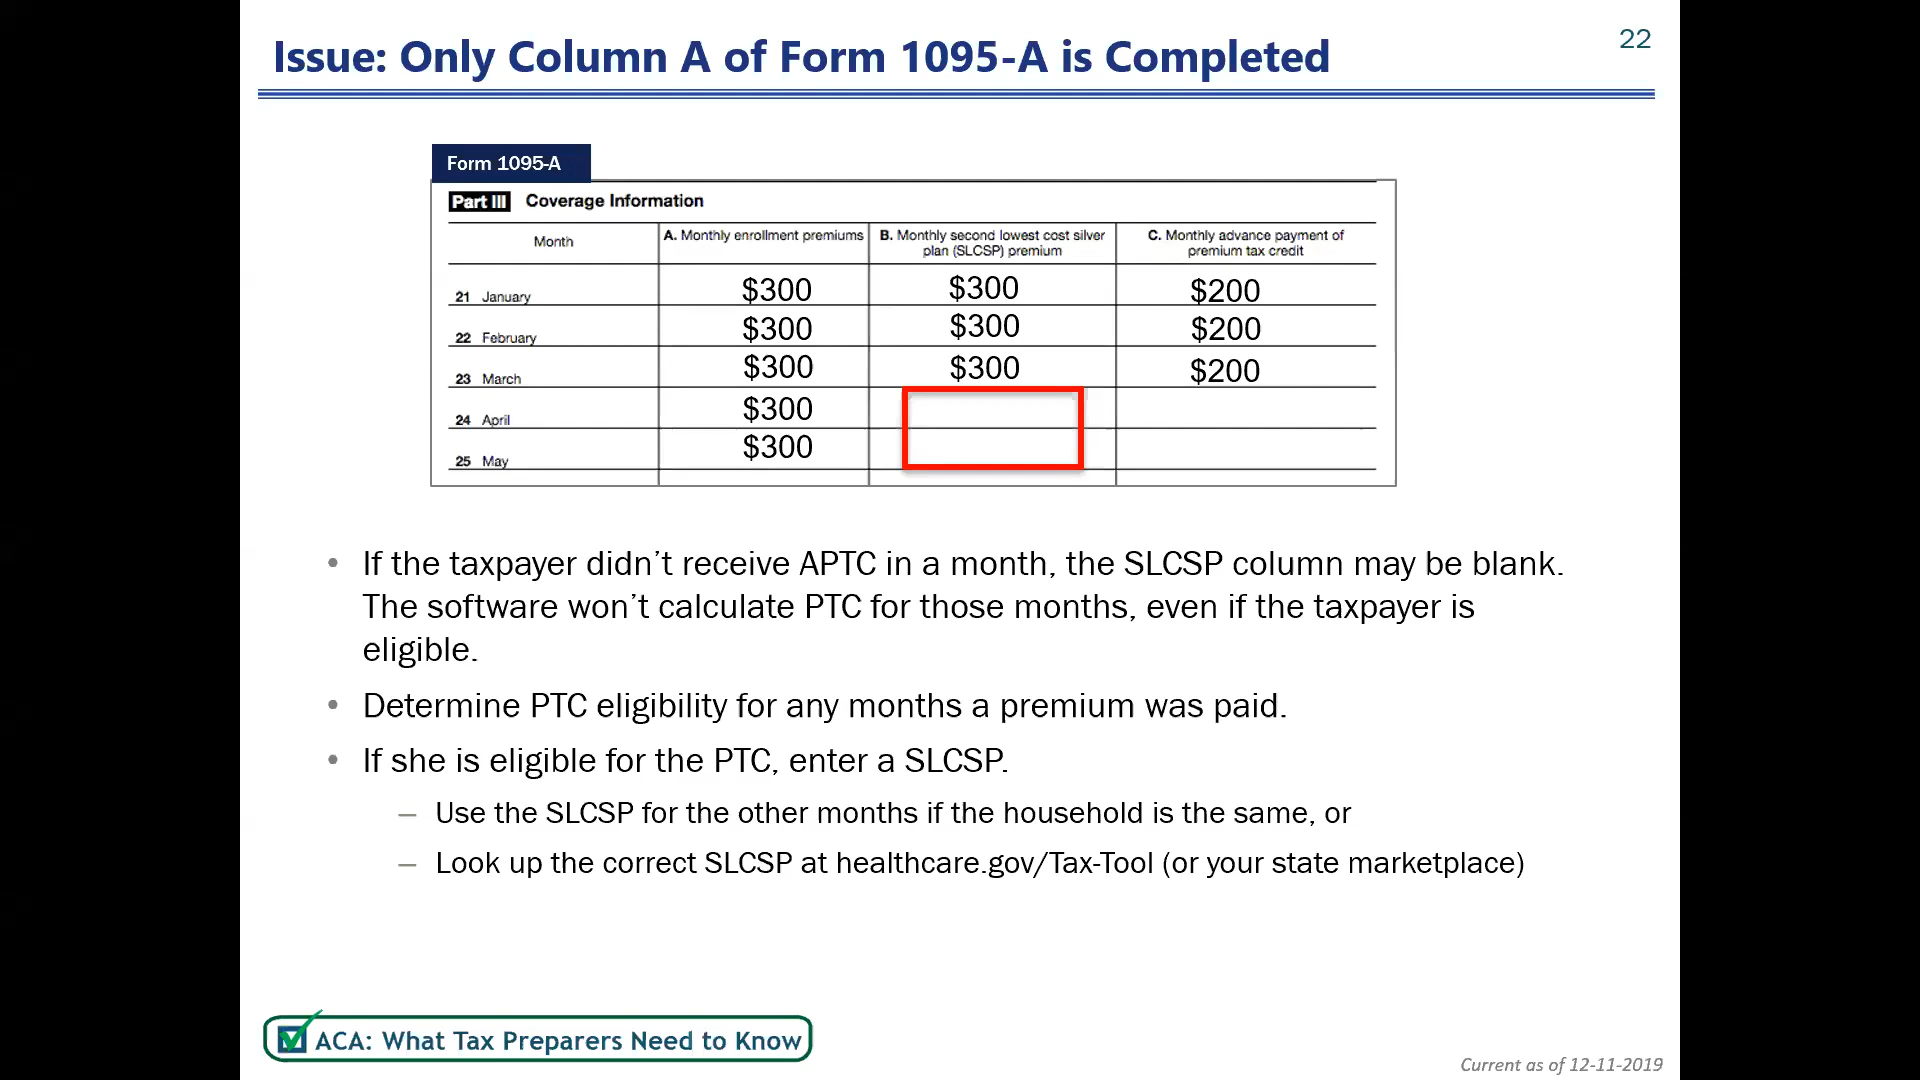 Issue: Only Column A of Form 1095-A is Completed
22
Form 1095-A
Part III Coverage Information
Month
A. Monthly enrollment premiums
B. Monthly second lowest cost silver
plan (SLCSP) premium
C. Monthly advance payment of
premium tax credit
21 January $300 $300 $200
22 February $300 $300 $200
23 March $300 $300 $200
24 April $300
25 May $300
• If the taxpayer didn’t receive APTC in a month, the SLCSP column may be blank.
The software won’t calculate PTC for those months, even if the taxpayer is
eligible.
• Determine PTC eligibility for any months a premium was paid.
• If she is eligible for the PTC, enter a SLCSP.
– Use the SLCSP for the other months if the household is the same, or
– Look up the correct SLCSP at healthcare.gov/Tax-Tool (or your state marketplace)
ACA: What Tax Preparers Need to Know
Current as of 12-11-2019